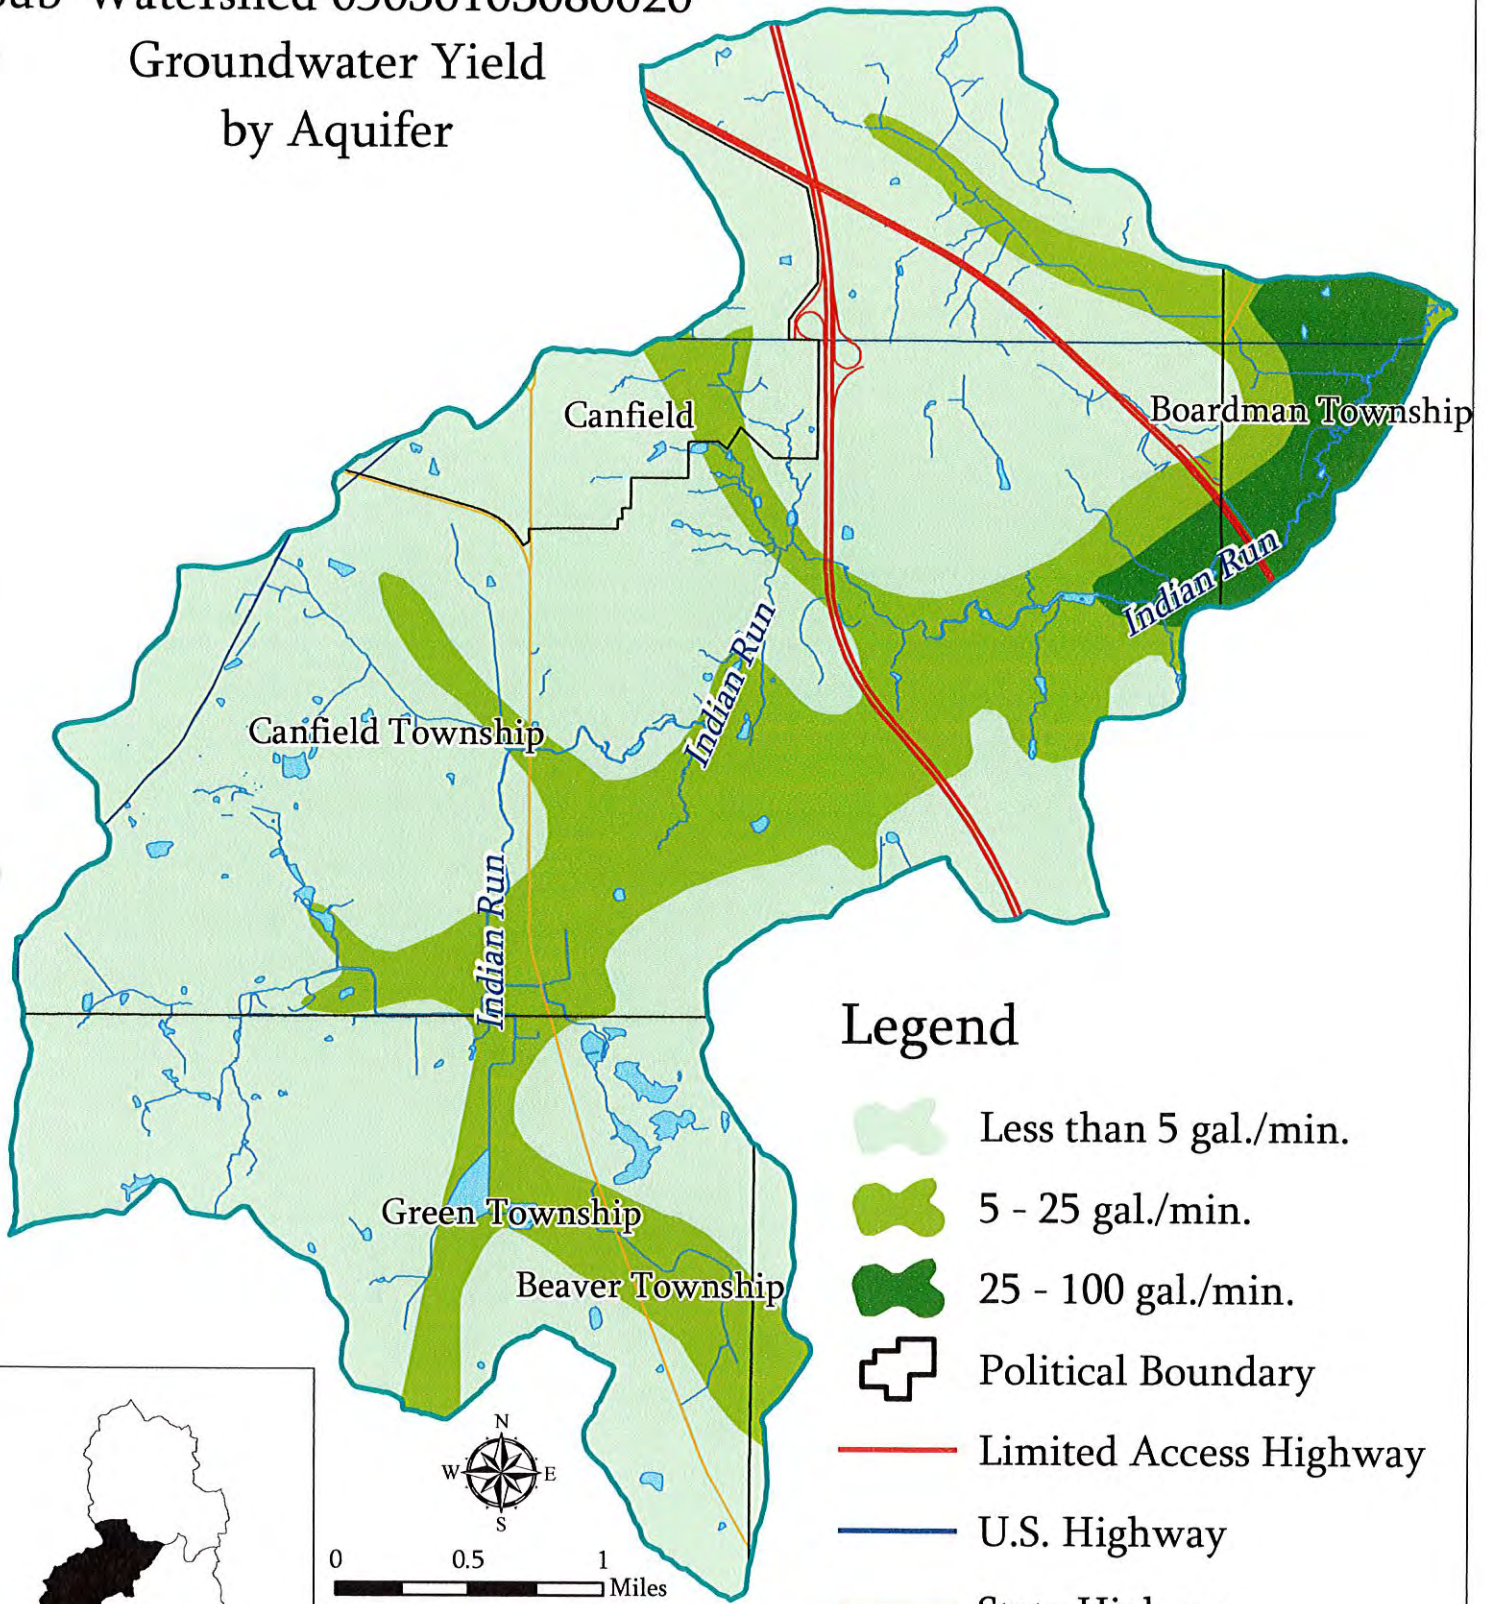 Groundwater Yield
by Aquifer
Canfield
Boardman Township
Indian Run
Indian Run
Canfield Township
Indian Run
Green Township
Beaver Township
Legend
Less than 5 gal./min.
5 - 25 gal./min.
25 - 100 gal./min.
Political Boundary
Limited Access Highway
U.S. Highway
N
W E
S
0 0.5 1
Miles